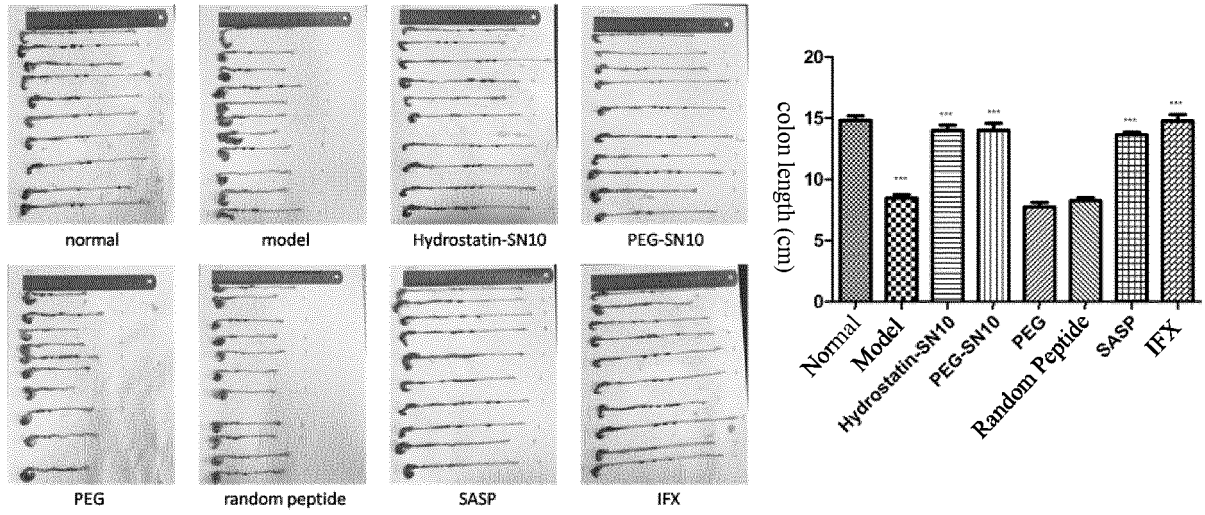 normal
model
Hydrostatin-SN10
PEG-SN10
PEG
random peptide
SASP
IFX
colon length (cm)
20
15
10
5
0
***
***
***
***
***
Normal
Model
Hydrostatin-SN10
PEG-SN10
PEG
Random Peptide
SASP
IFX